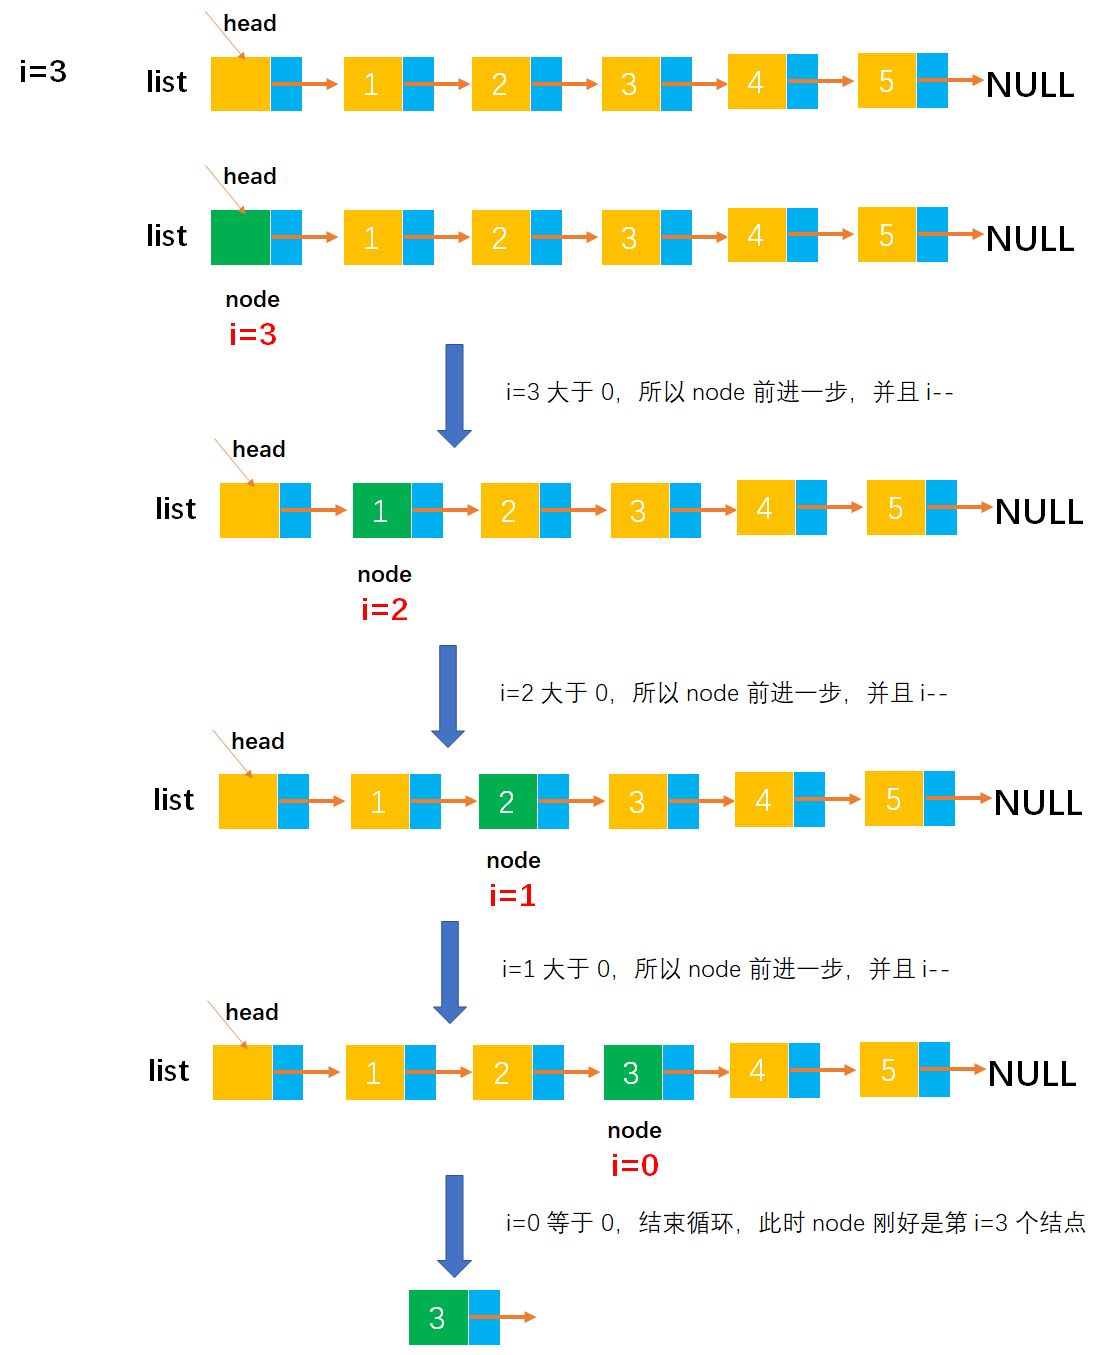 head
i=3 list 1 2 3 4 5 NULL
head
list 1 2 3 4 5 NULL
node
i=3
i=3 大于 0，所以 node 前进一步，并且 i--
head
list 1 2 3 4 5 NULL
node
i=2
i=2 大于 0，所以 node 前进一步，并且 i--
head
list 1 2 3 4 5 NULL
node
i=1
i=1 大于 0，所以 node 前进一步，并且 i--
head
list 1 2 3 4 5 NULL
node
i=0
i=0 等于 0，结束循环，此时 node 刚好是第 i=3 个结点
3